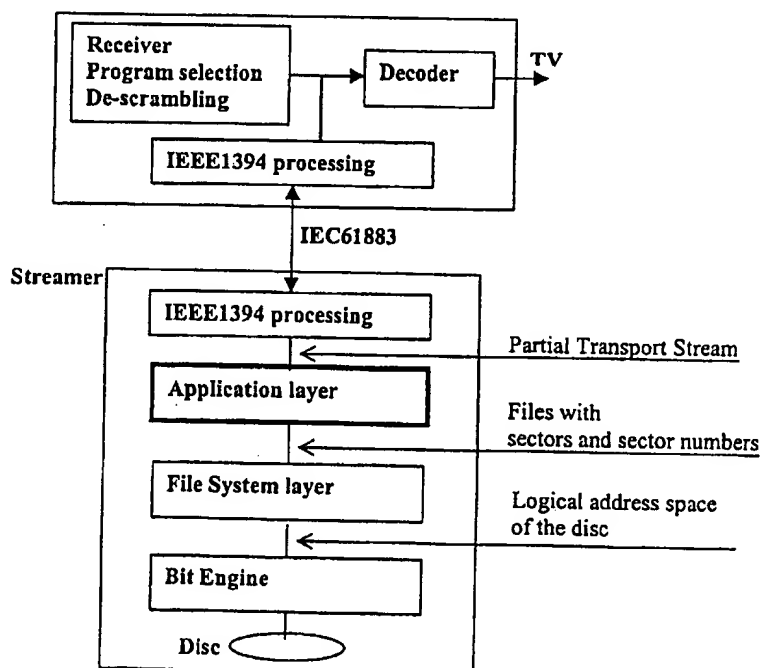 Receiver
Program selection
De-scrambling
Decoder
TV
IEEE1394 processing
IEC61883
Streamer
IEEE1394 processing
Partial Transport Stream
Application layer
Files with
sectors and sector numbers
File System layer
Logical address space
of the disc
Bit Engine
Disc